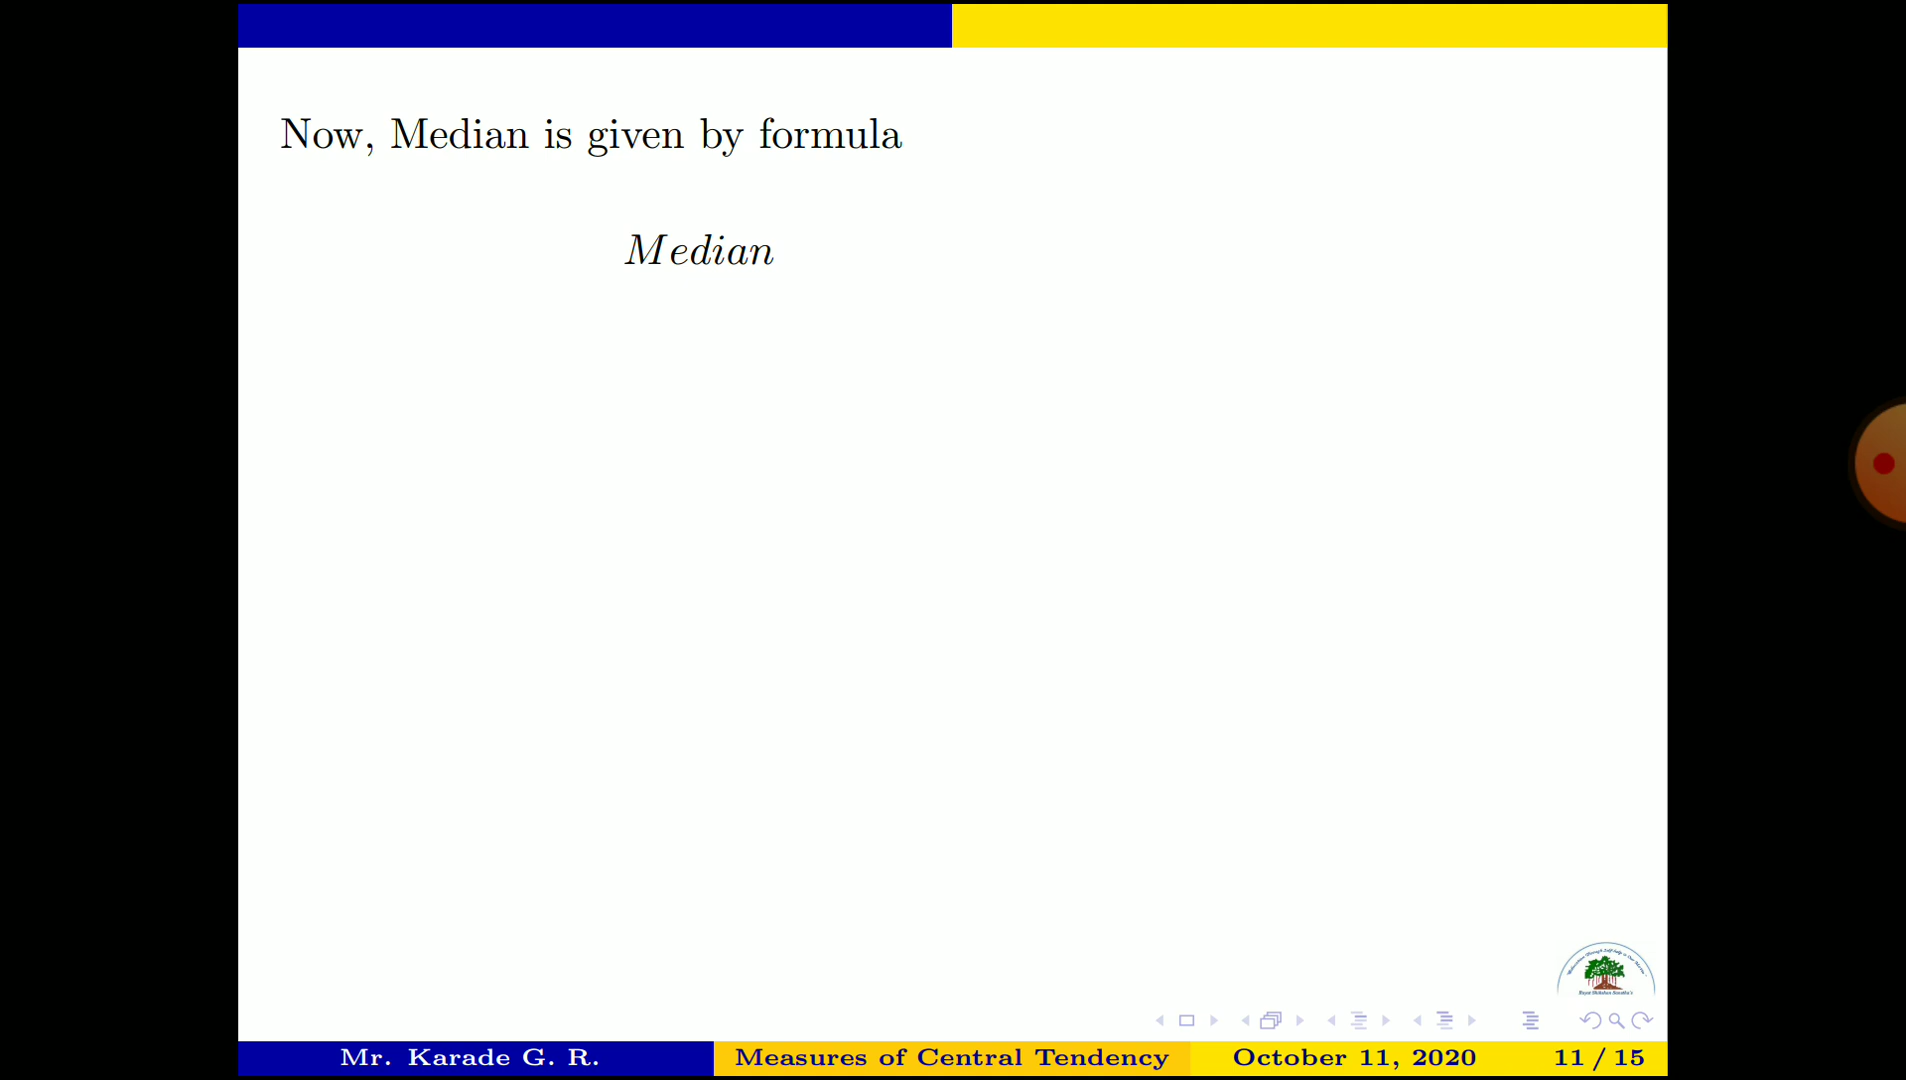 Now, Median is given by formula
Median
Mr. Karade G. R.
Measures of Central Tendency
October 11, 2020
11 / 15